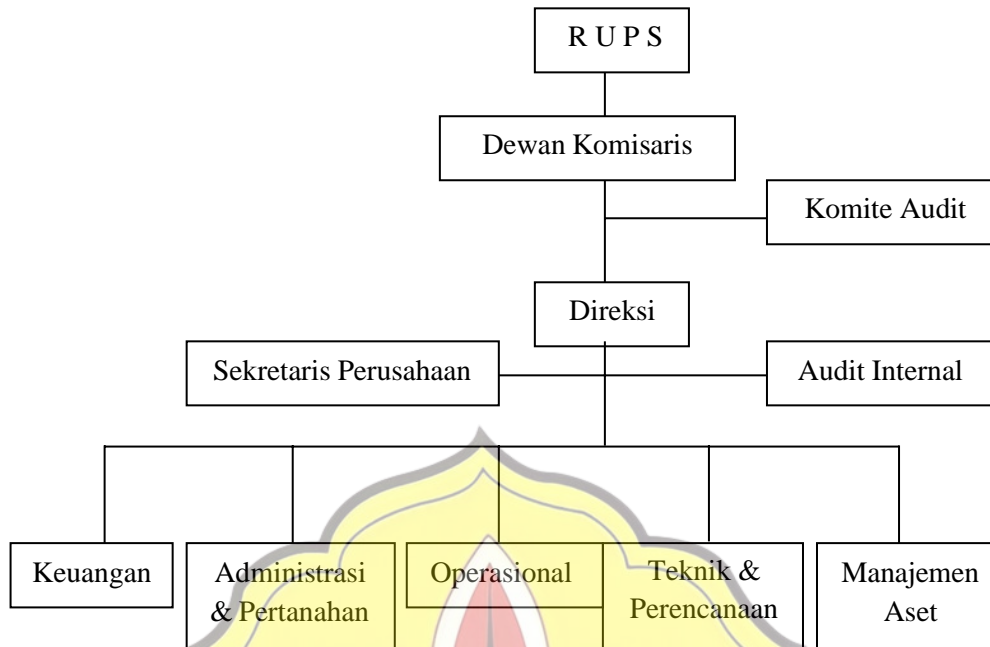 R U P S
Dewan Komisaris
Komite Audit
Direksi
Sekretaris Perusahaan
Audit Internal
Keuangan
Administrasi
& Pertanahan
Operasional
Teknik &
Perencanaan
Manajemen
Aset